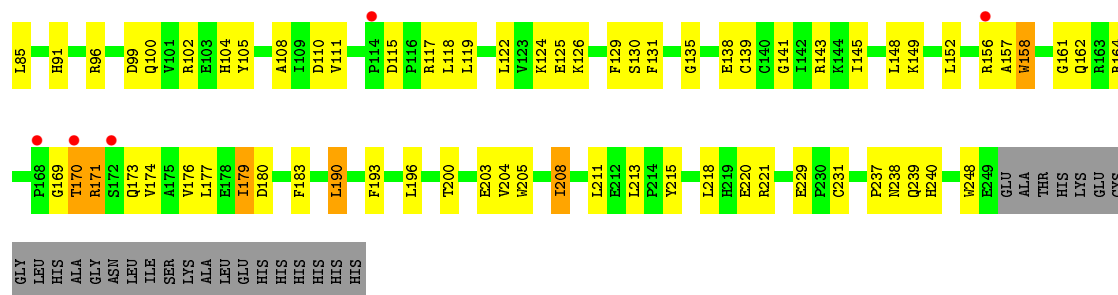 L85 H91 R96 D99 Q100 V101 R102 E103 H104 Y105 A108 I109 D110 V111 P114 D115 P116 R117 L118 L119 L122 V123 K124 E125 K126 F129 S130 F131 G135 E138 C139 C140 G141 I142 R143 K144 I145 L148 K149 L152 R156 A157 W158 G161 Q162 R163
P168 G169 T170 R171 S172 Q173 V174 A175 V176 L177 E178 I179 D180 F183 L190 F193 L196 T200 E203 V204 W205 I208 L211 E212 L213 P214 Y215 L218 H219 E220 R221 E229 P230 C231 P237 W238 Q239 H240 W248 E249 GLU ALA THR HIS LYS GLU
GLY LEU HIS ALA GLY ASN LEU ILE SER LYS ALA LEU GLU HIS HIS HIS HIS HIS HIS